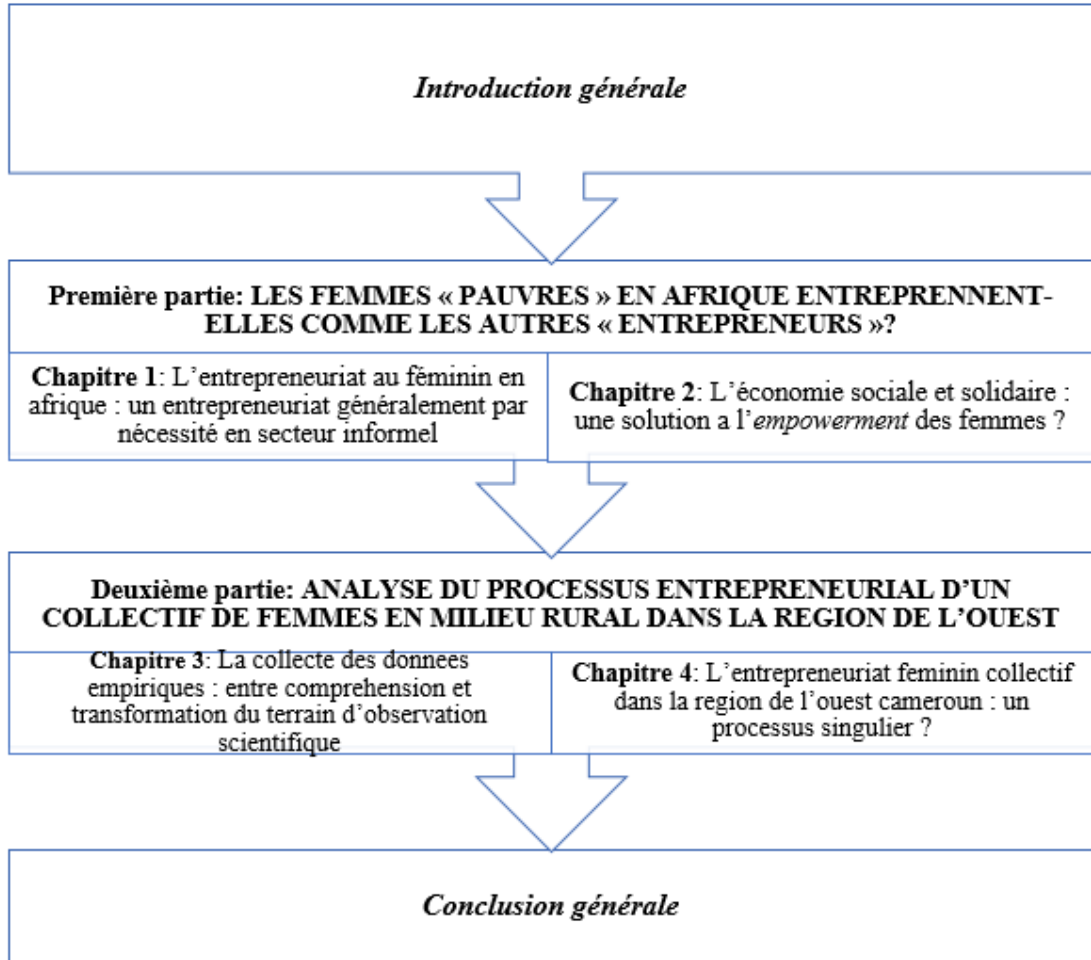 Introduction générale
Première partie: LES FEMMES « PAUVRES » EN AFRIQUE ENTREPRENNENT-
ELLES COMME LES AUTRES « ENTREPRENEURS »?
Chapitre 1: L’entrepreneuriat au féminin en
afrique : un entrepreneuriat généralement par
nécessité en secteur informel
Chapitre 2: L’économie sociale et solidaire :
une solution a l’empowerment des femmes ?
Deuxième partie: ANALYSE DU PROCESSUS ENTREPRENEURIAL D’UN
COLLECTIF DE FEMMES EN MILIEU RURAL DANS LA REGION DE L’OUEST
Chapitre 3: La collecte des donnees
empiriques : entre comprehension et
transformation du terrain d’observation
scientifique
Chapitre 4: L’entrepreneuriat feminin collectif
dans la region de l’ouest cameroun : un
processus singulier ?
Conclusion générale